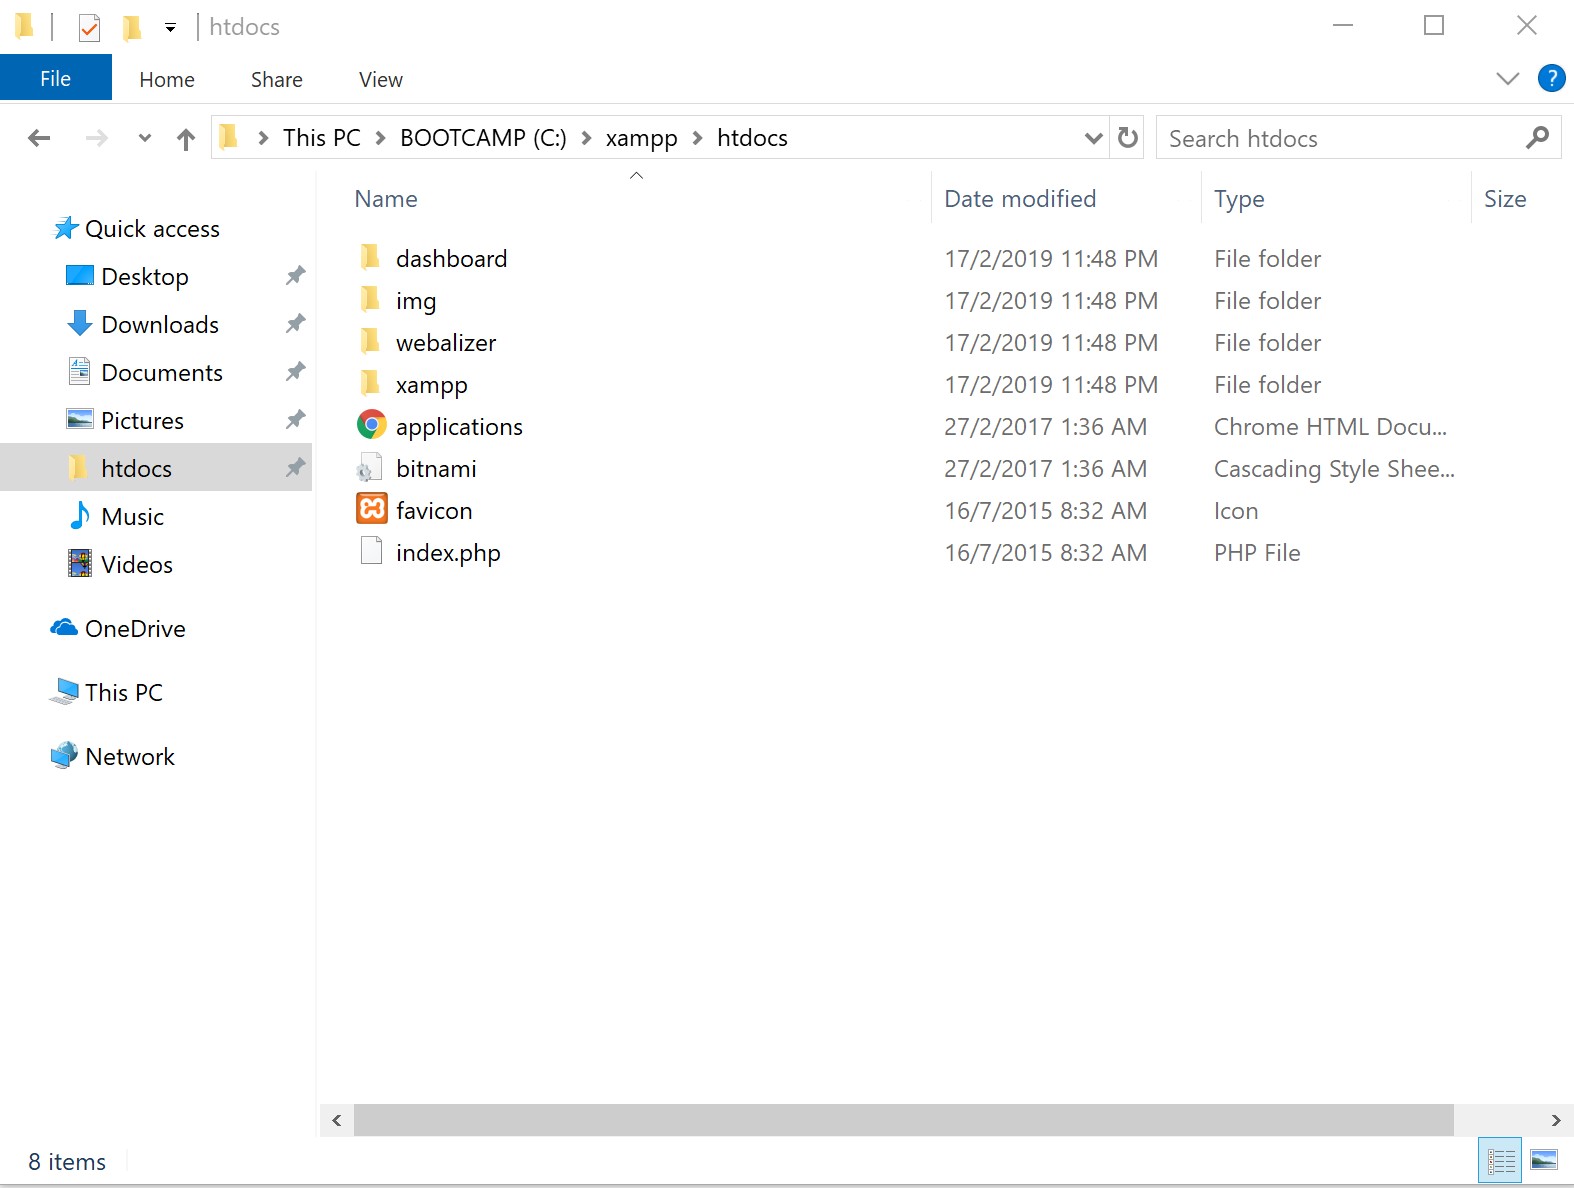 htdocs
File Home Share View ?
This PC BOOTCAMP (C:) xampp htdocs Search htdocs
Name Date modified Type Size
Quick access
Desktop
Downloads
Documents
Pictures
htdocs
Music
Videos
OneDrive
This PC
Network
dashboard 17/2/2019 11:48 PM File folder
img 17/2/2019 11:48 PM File folder
webalizer 17/2/2019 11:48 PM File folder
xampp 17/2/2019 11:48 PM File folder
applications 27/2/2017 1:36 AM Chrome HTML Docu...
bitnami 27/2/2017 1:36 AM Cascading Style Shee...
favicon 16/7/2015 8:32 AM Icon
index.php 16/7/2015 8:32 AM PHP File
8 items